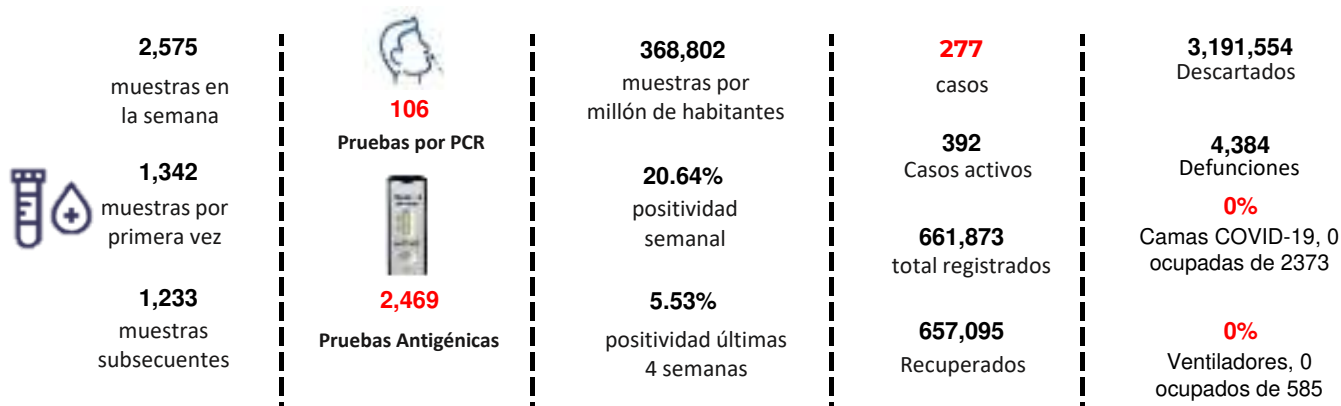 2,575
muestras en
la semana
1,342
muestras por
primera vez
1,233
muestras
subsecuentes
106
Pruebas por PCR
2,469
Pruebas Antigénicas
368,802
muestras por
millón de habitantes
20.64%
positividad
semanal
5.53%
positividad últimas
4 semanas
277
casos
392
Casos activos
661,873
total registrados
657,095
Recuperados
3,191,554
Descartados
4,384
Defunciones
0%
Camas COVID-19, 0
ocupadas de 2373
0%
Ventiladores, 0
ocupados de 585